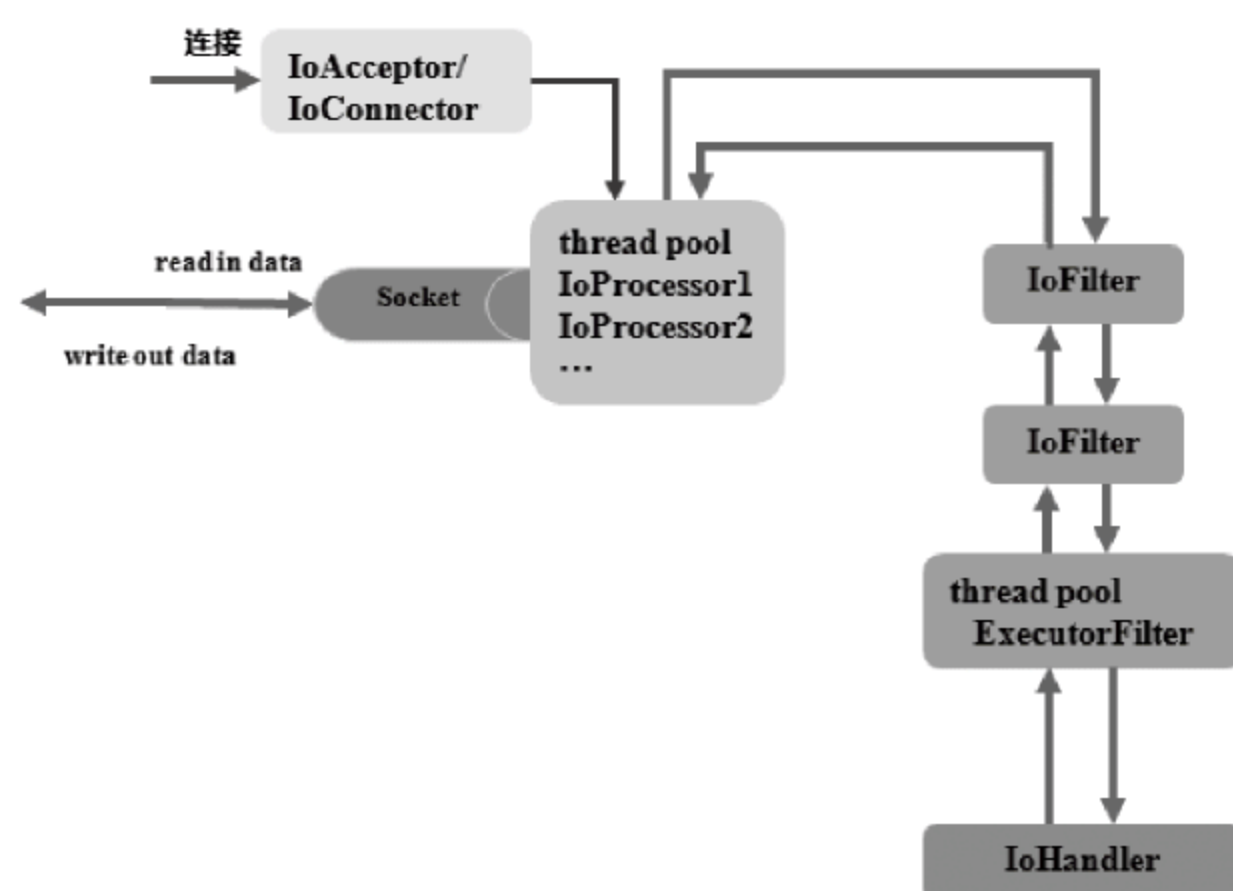 连接
IoAcceptor/
IoConnector
read in data
Socket
write out data
thread pool
IoProcessor1
IoProcessor2
...
IoFilter
IoFilter
thread pool
ExecutorFilter
IoHandler